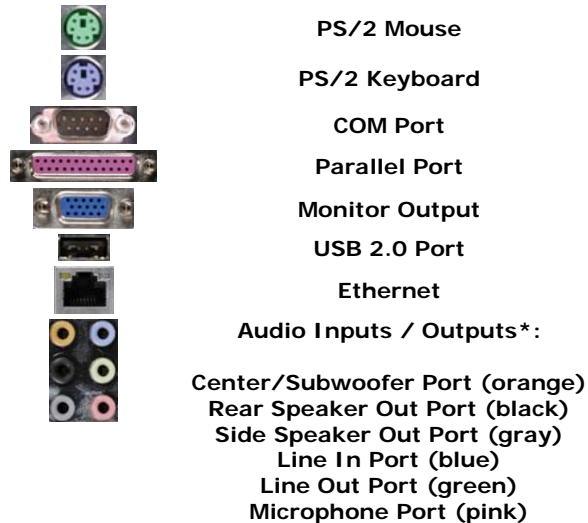 PS/2 Mouse
PS/2 Keyboard
COM Port
Parallel Port
Monitor Output
USB 2.0 Port
Ethernet
Audio Inputs / Outputs*:
Center/Subwoofer Port (orange)
Rear Speaker Out Port (black)
Side Speaker Out Port (gray)
Line In Port (blue)
Line Out Port (green)
Microphone Port (pink)